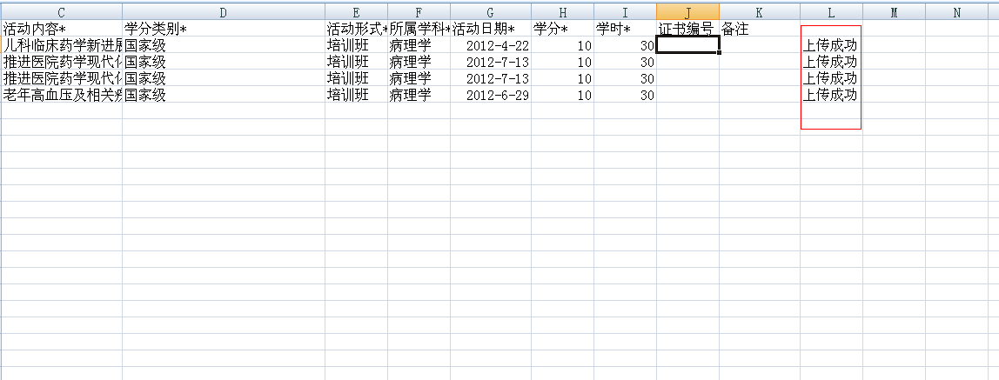 C D E F G H I J K L M N
活动内容* 学分类别* 活动形式* 所属学科* 活动日期* 学分* 学时* 证书编号 备注
儿科临床药学新进展 国家级 培训班 病理学 2012-4-22 10 30 上传成功
推进医院药学现代化 国家级 培训班 病理学 2012-7-13 10 30 上传成功
推进医院药学现代化 国家级 培训班 病理学 2012-7-13 10 30 上传成功
老年高血压及相关疾 国家级 培训班 病理学 2012-6-29 10 30 上传成功